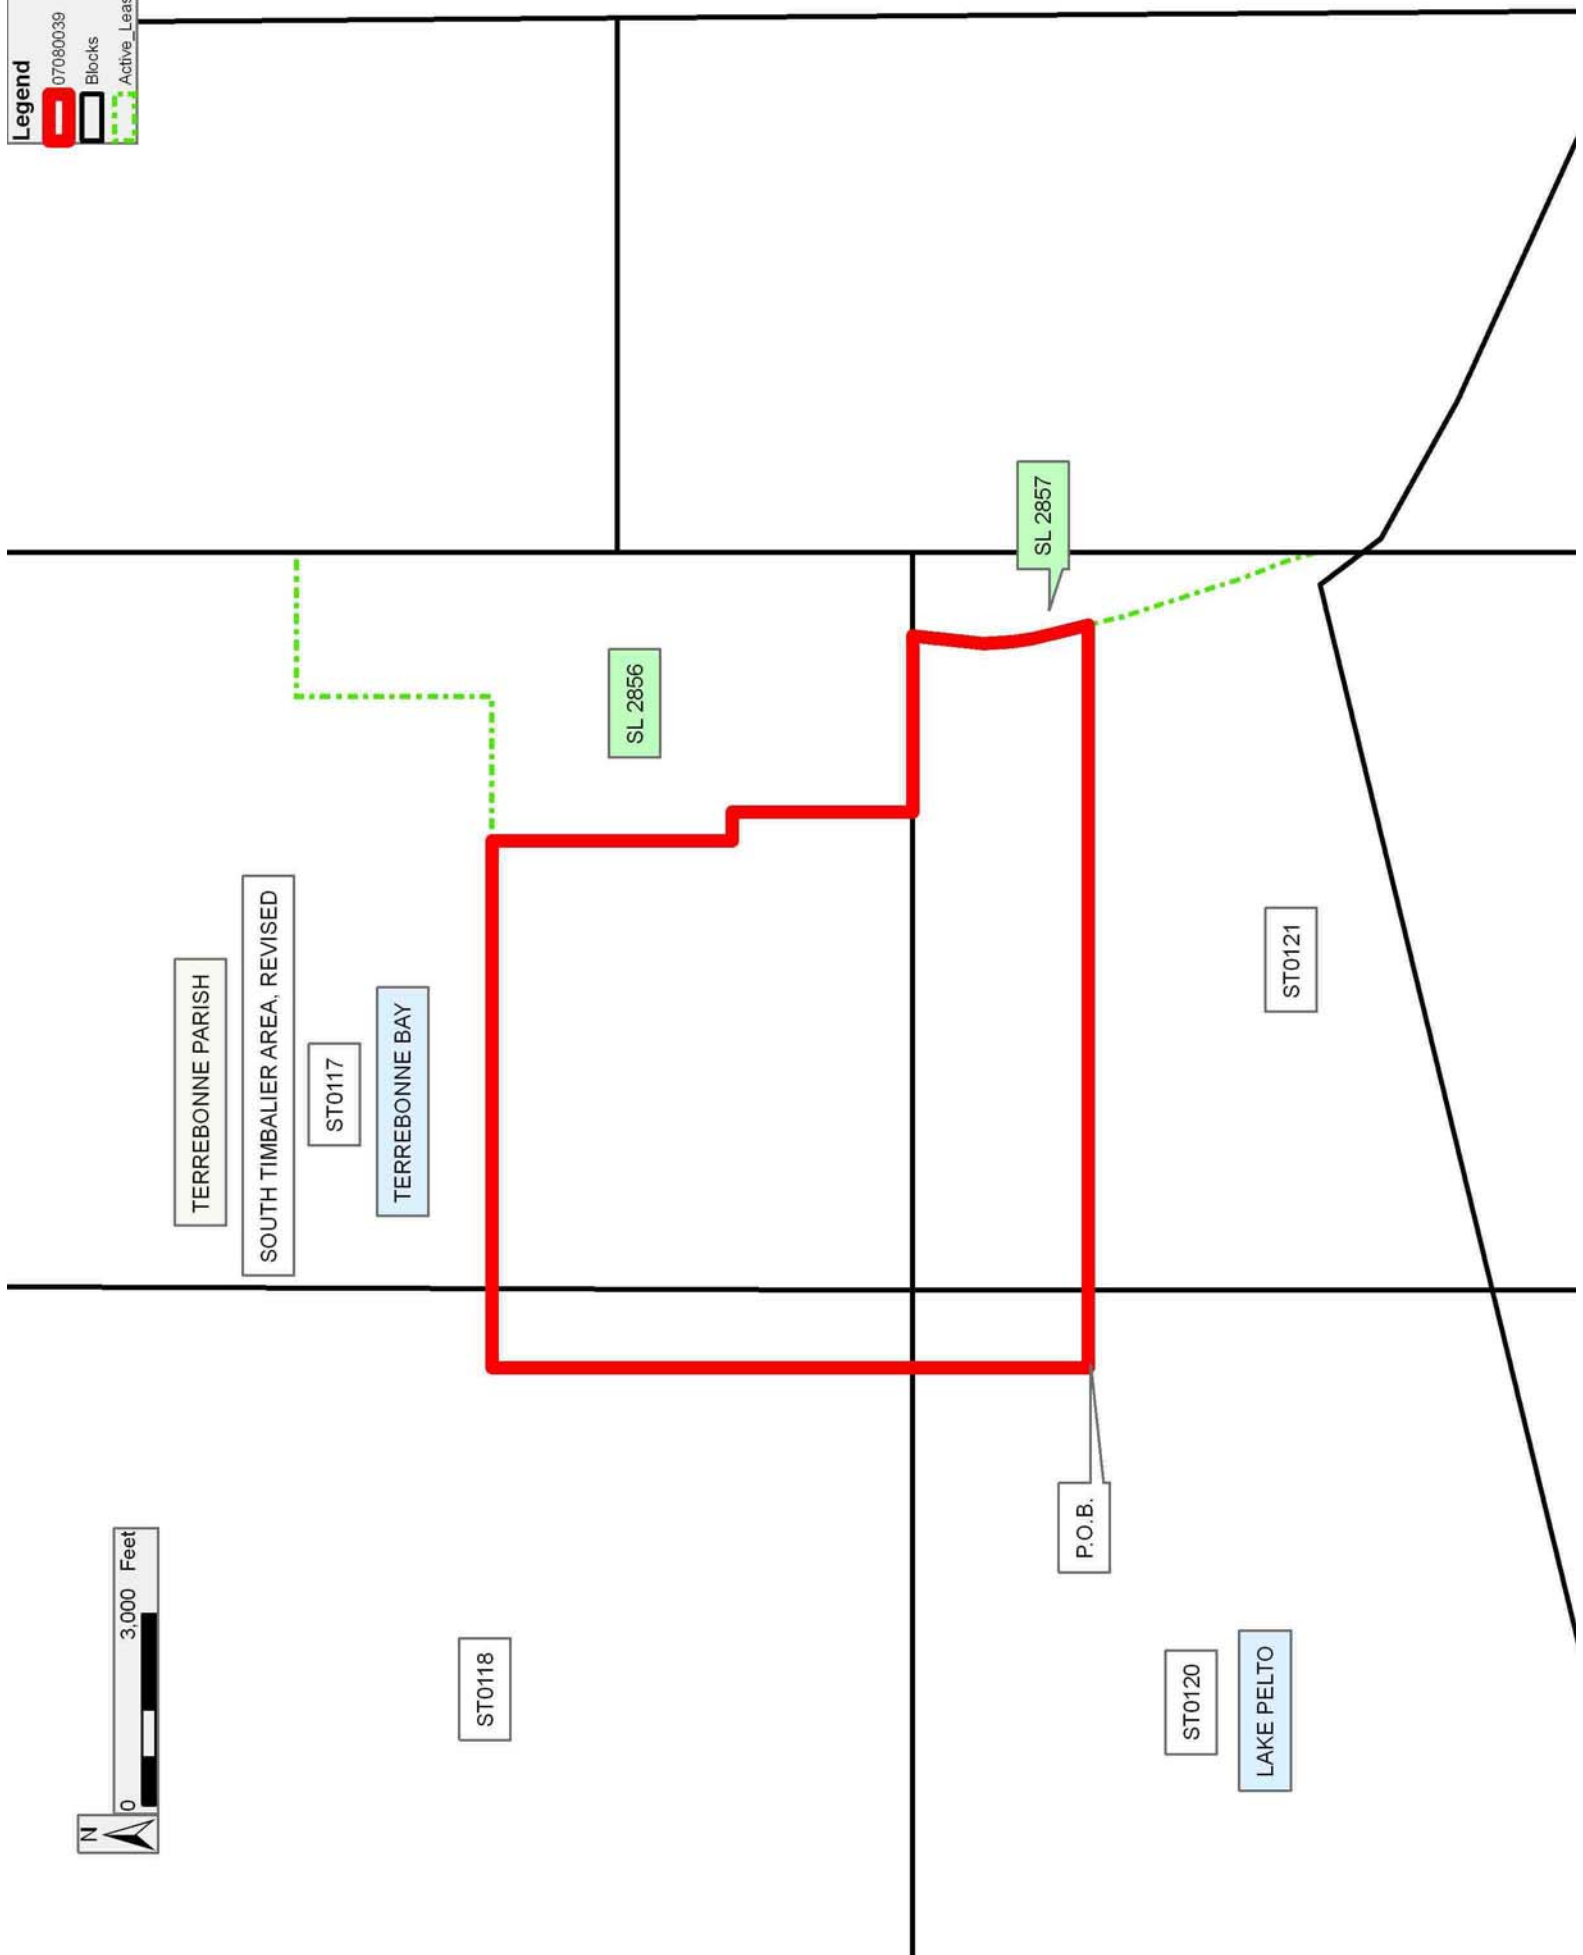 Legend
07080039
Blocks
N
0
3,000
Feet
TERREBONNE PARISH
SOUTH TIMBALIER AREA, REVISED
ST0117
TERREBONNE BAY
SL 2856
SL 2857
ST0118
P.O.B.
ST0121
ST0120
LAKE PELTO